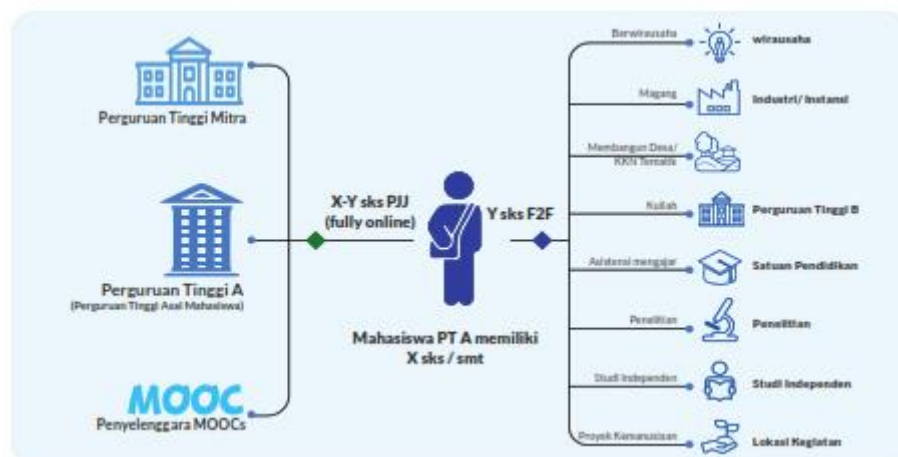 Perguruan Tinggi Mitra
X-Y sks PJJ
(fully online)
Perguruan Tinggi A
(Perguruan Tinggi Asal Mahasiswa)
MOOC
Penyelenggara MOOCs
Y sks F2F
Mahasiswa PT A memiliki
X sks / smt
Berwirausaha
wirausaha
Magang
Industri/ Instansi
Membangun Desa/
KKN Tematik
Kuliah
Perguruan Tinggi B
Asistensi mengajar
Satuan Pendidikan
Penelitian
Penelitian
Studi Independen
Studi Independen
Proyek Kemanusiaan
Lokasi Kegiatan